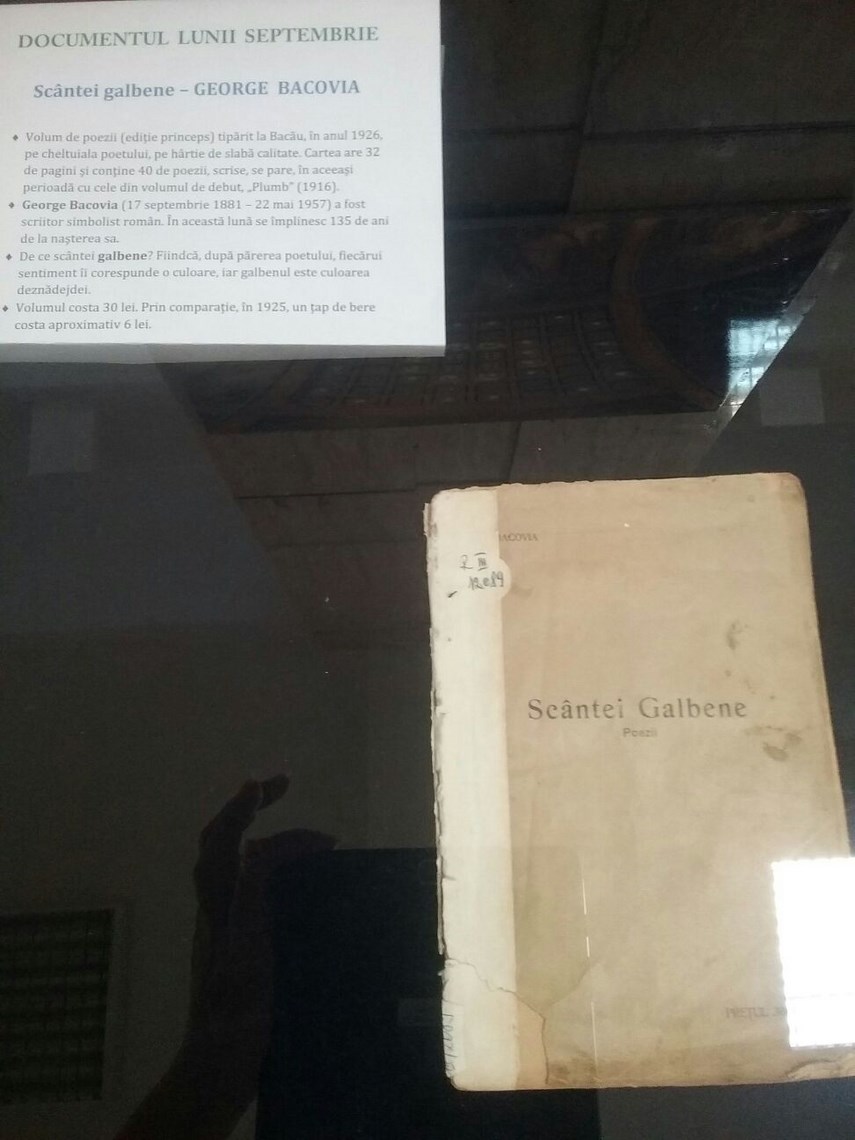 DOCUMENTUL LUNII SEPTEMBRIE
Scântei galbene – GEORGE BACOVIA
♦ Volum de poezii (ediție princeps) tipărit la Bacău, în anul 1926,
pe cheltuiala poetului, pe hârtie de slabă calitate. Cartea are 32
de pagini și conține 40 de poezii, scrise, se pare, în aceeași
perioadă cu cele din volumul de debut, „Plumb" (1916).
♦ George Bacovia (17 septembrie 1881 – 22 mai 1957) a fost
scriitor simbolist român. În această lună se împlinesc 135 de ani
de la nașterea sa.
♦ De ce scântei galbene? Fiindcă, după părerea poetului, fiecărui
sentiment îi corespunde o culoare, iar galbenul este culoarea
deznădejdei.
♦ Volumul costa 30 lei. Prin comparație, în 1925, un țap de bere
costa aproximativ 6 lei.
BACOVIA
III
Scântei Galbene
Poezii
PREȚUL